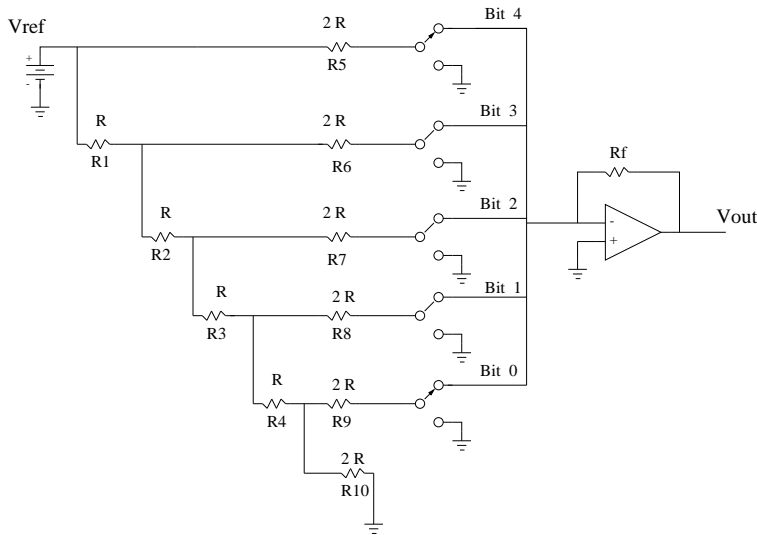 Vref
+
-
2 R
R5
Bit 4
R
R1
2 R
R6
Bit 3
R
R2
2 R
R7
Bit 2
Rf
-
+
Vout
R
R3
2 R
R8
Bit 1
R
R4
2 R
R9
Bit 0
2 R
R10